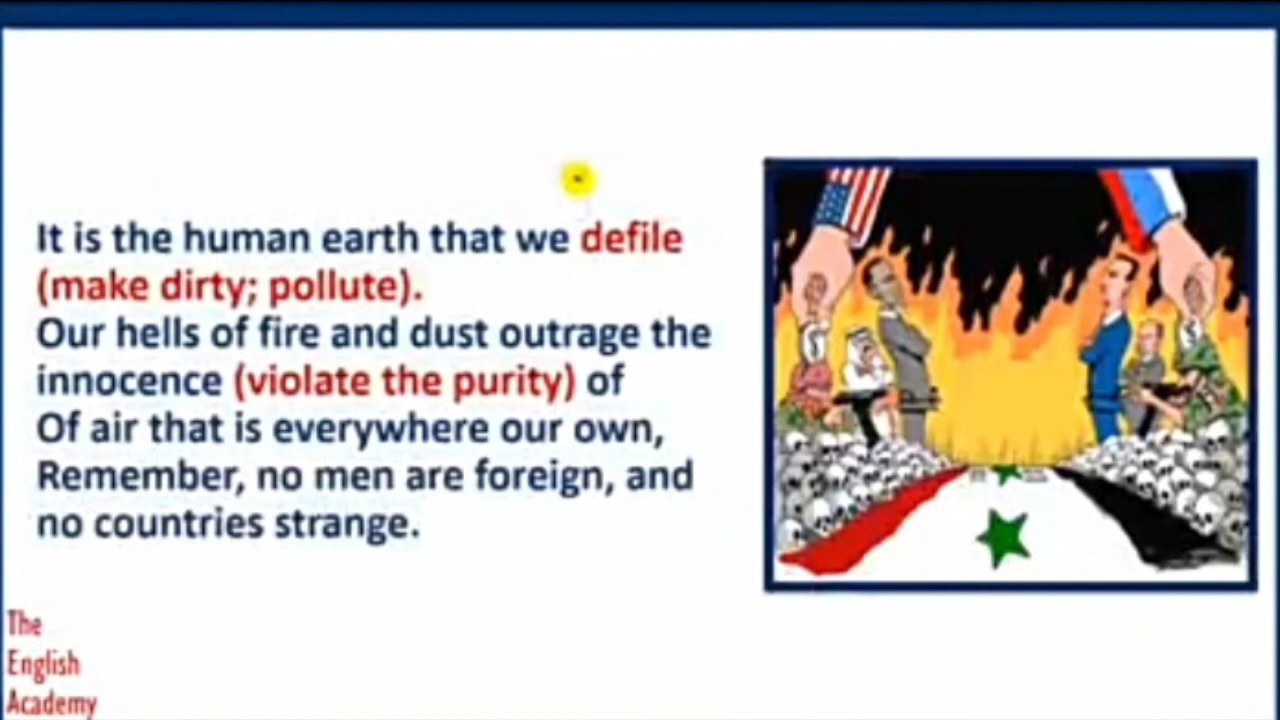 It is the human earth that we defile
(make dirty; pollute).
Our hells of fire and dust outrage the
innocence (violate the purity) of
Of air that is everywhere our own,
Remember, no men are foreign, and
no countries strange.
The
English
Academy